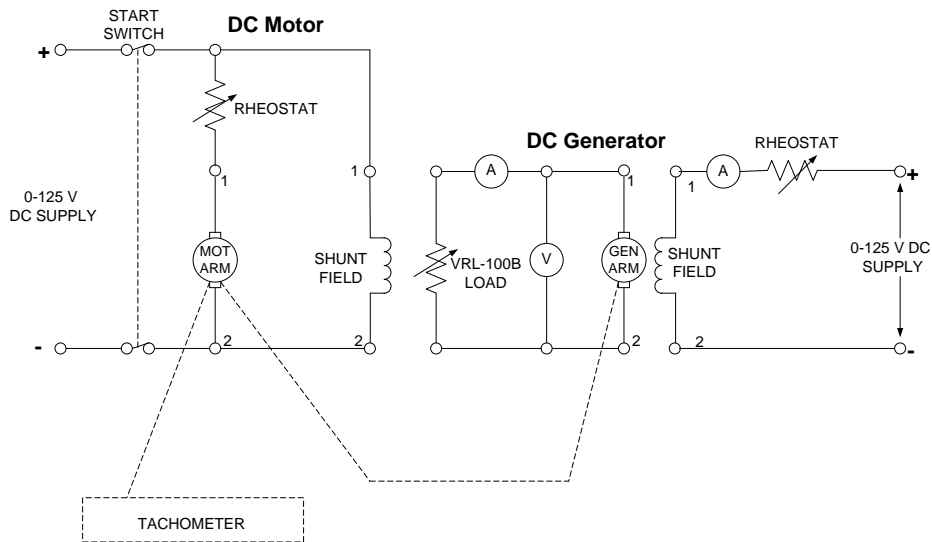 START
SWITCH
DC Motor
+
RHEOSTAT
DC Generator
RHEOSTAT
A
A
+
1
1
1
1
0-125 V
DC SUPPLY
MOT
ARM
SHUNT
FIELD
VRL-100B
LOAD
V
GEN
ARM
SHUNT
FIELD
0-125 V DC
SUPPLY
-
2
2
2
2
-
TACHOMETER